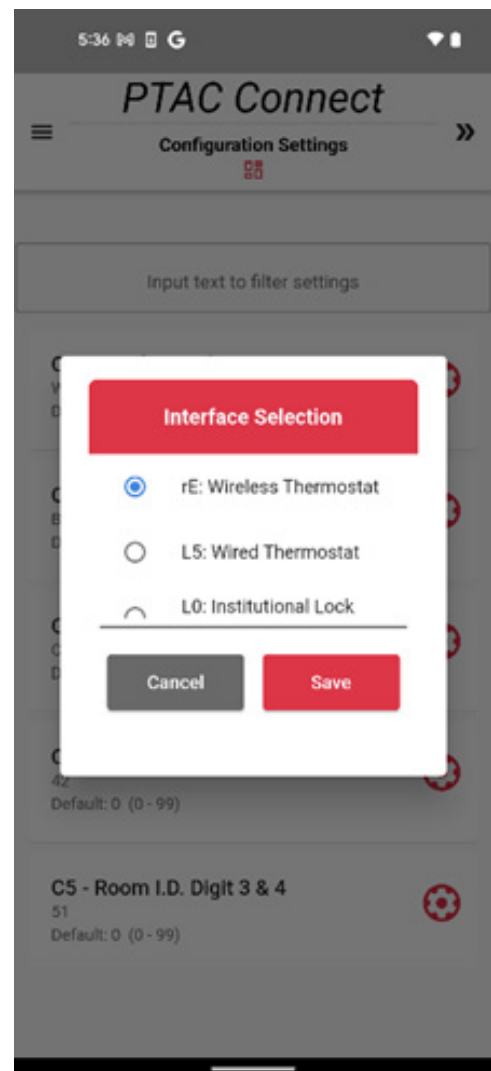 5:36
PTAC Connect
Configuration Settings
Input text to filter settings
Interface Selection
rE: Wireless Thermostat
L5: Wired Thermostat
L0: Institutional Lock
Cancel Save
42
Default: 0 (0 - 99)
C5 - Room I.D. Digit 3 & 4
51
Default: 0 (0 - 99)